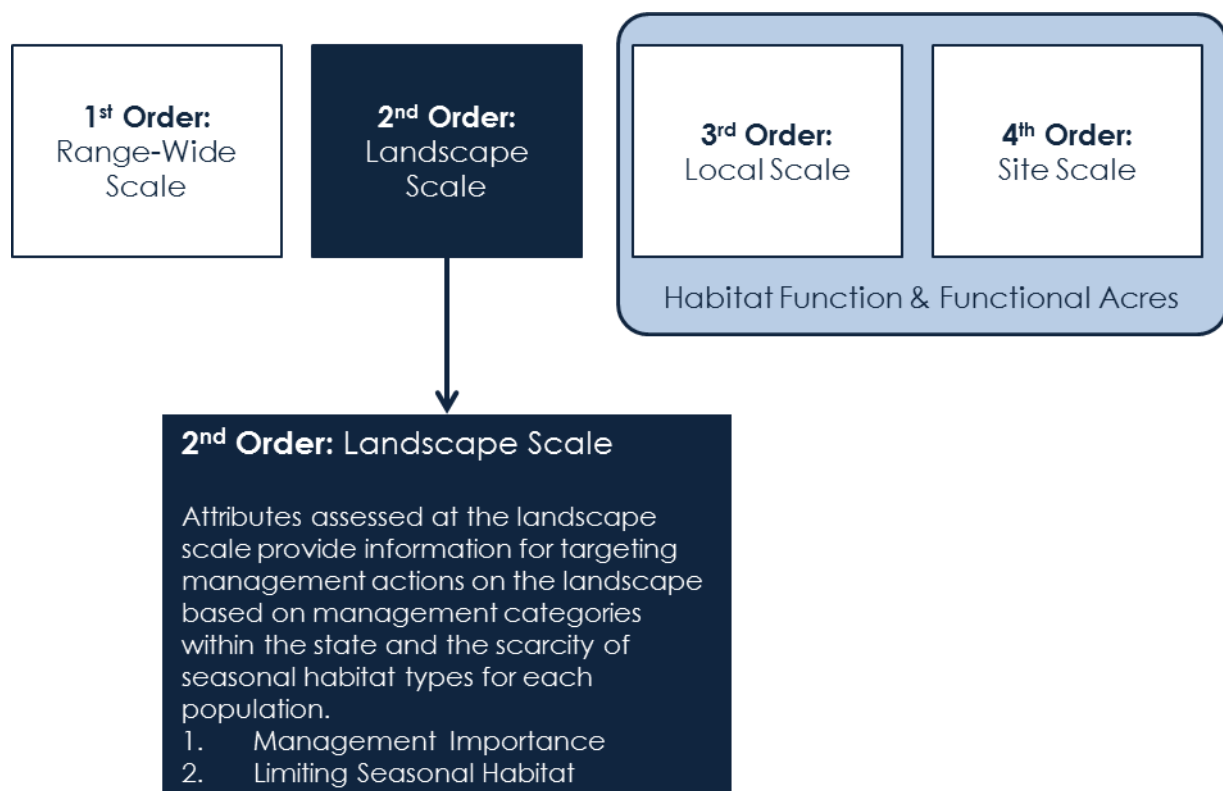 1st Order:
Range-Wide
Scale
2nd Order:
Landscape
Scale
3rd Order:
Local Scale
4th Order:
Site Scale
Habitat Function & Functional Acres
2nd Order: Landscape Scale
Attributes assessed at the landscape
scale provide information for targeting
management actions on the landscape
based on management categories
within the state and the scarcity of
seasonal habitat types for each
population.
1. Management Importance
2. Limiting Seasonal Habitat